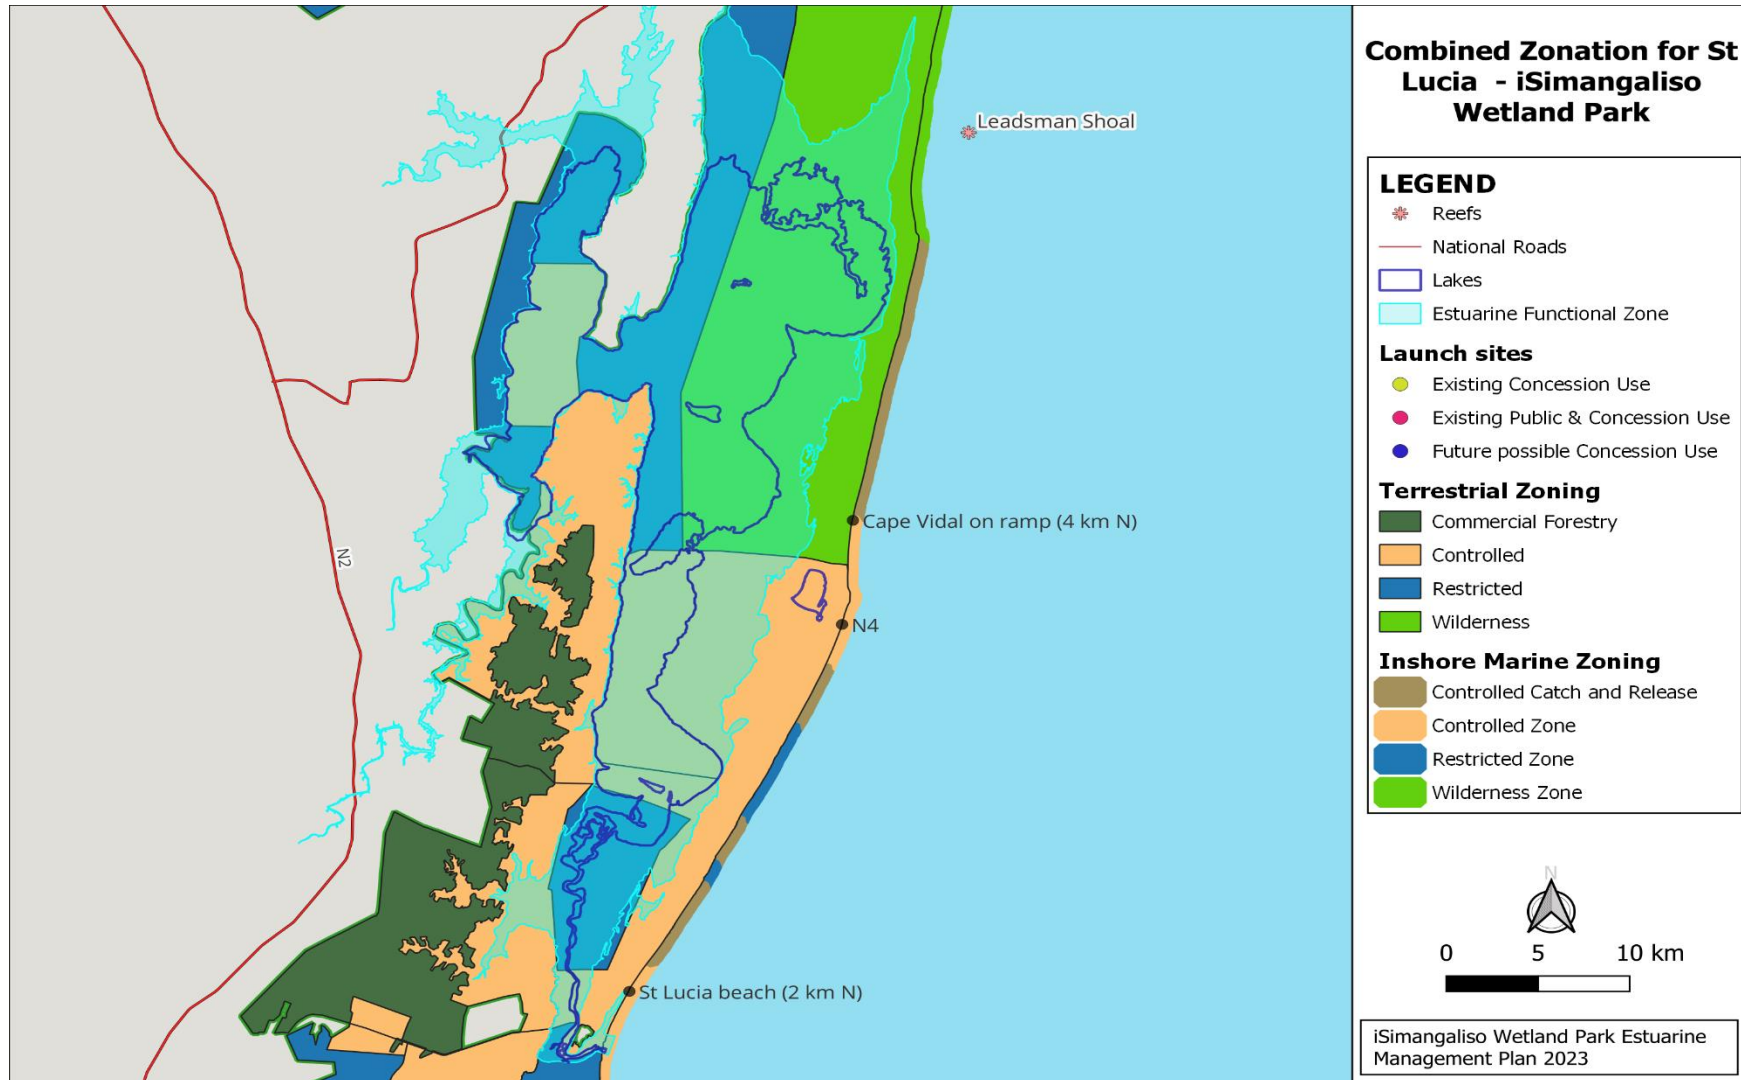 Combined Zonation for St
Lucia - iSimangaliso
Wetland Park
LEGEND
Reefs
National Roads
Lakes
Estuarine Functional Zone
Launch sites
Existing Concession Use
Existing Public & Concession Use
Future possible Concession Use
Terrestrial Zoning
Commercial Forestry
Controlled
Restricted
Wilderness
Inshore Marine Zoning
Controlled Catch and Release
Controlled Zone
Restricted Zone
Wilderness Zone
N
0 5 10 km
iSimangaliso Wetland Park Estuarine
Management Plan 2023
Leadsman Shoal
Cape Vidal on ramp (4 km N)
N2
N4
St Lucia beach (2 km N)